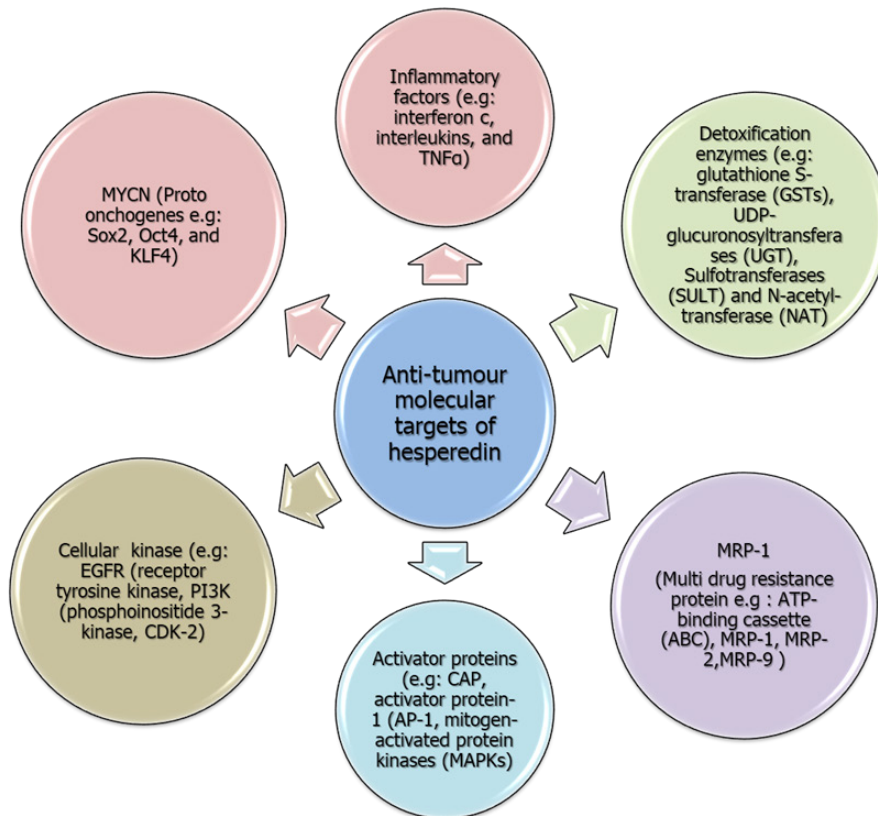 Inflammatory
factors (e.g:
interferon c,
interleukins, and
TNFα)
Detoxification
enzymes (e.g:
glutathione S-
transferase (GSTs),
UDP-
glucuronosyltransfera
ses (UGT),
Sulfotransferases
(SULT) and N-acetyl-
transferase (NAT)
MYCN (Proto
onchogenes e.g:
Sox2, Oct4, and
KLF4)
Anti-tumour
molecular
targets of
hesperedin
Cellular kinase (e.g:
EGFR (receptor
tyrosine kinase, PI3K
(phosphoinositide 3-
kinase, CDK-2)
MRP-1
(Multi drug resistance
protein e.g : ATP-
binding cassette
(ABC), MRP-1, MRP-
2,MRP-9 )
Activator proteins
(e.g: CAP,
activator protein-
1 (AP-1, mitogen-
activated protein
kinases (MAPKs)